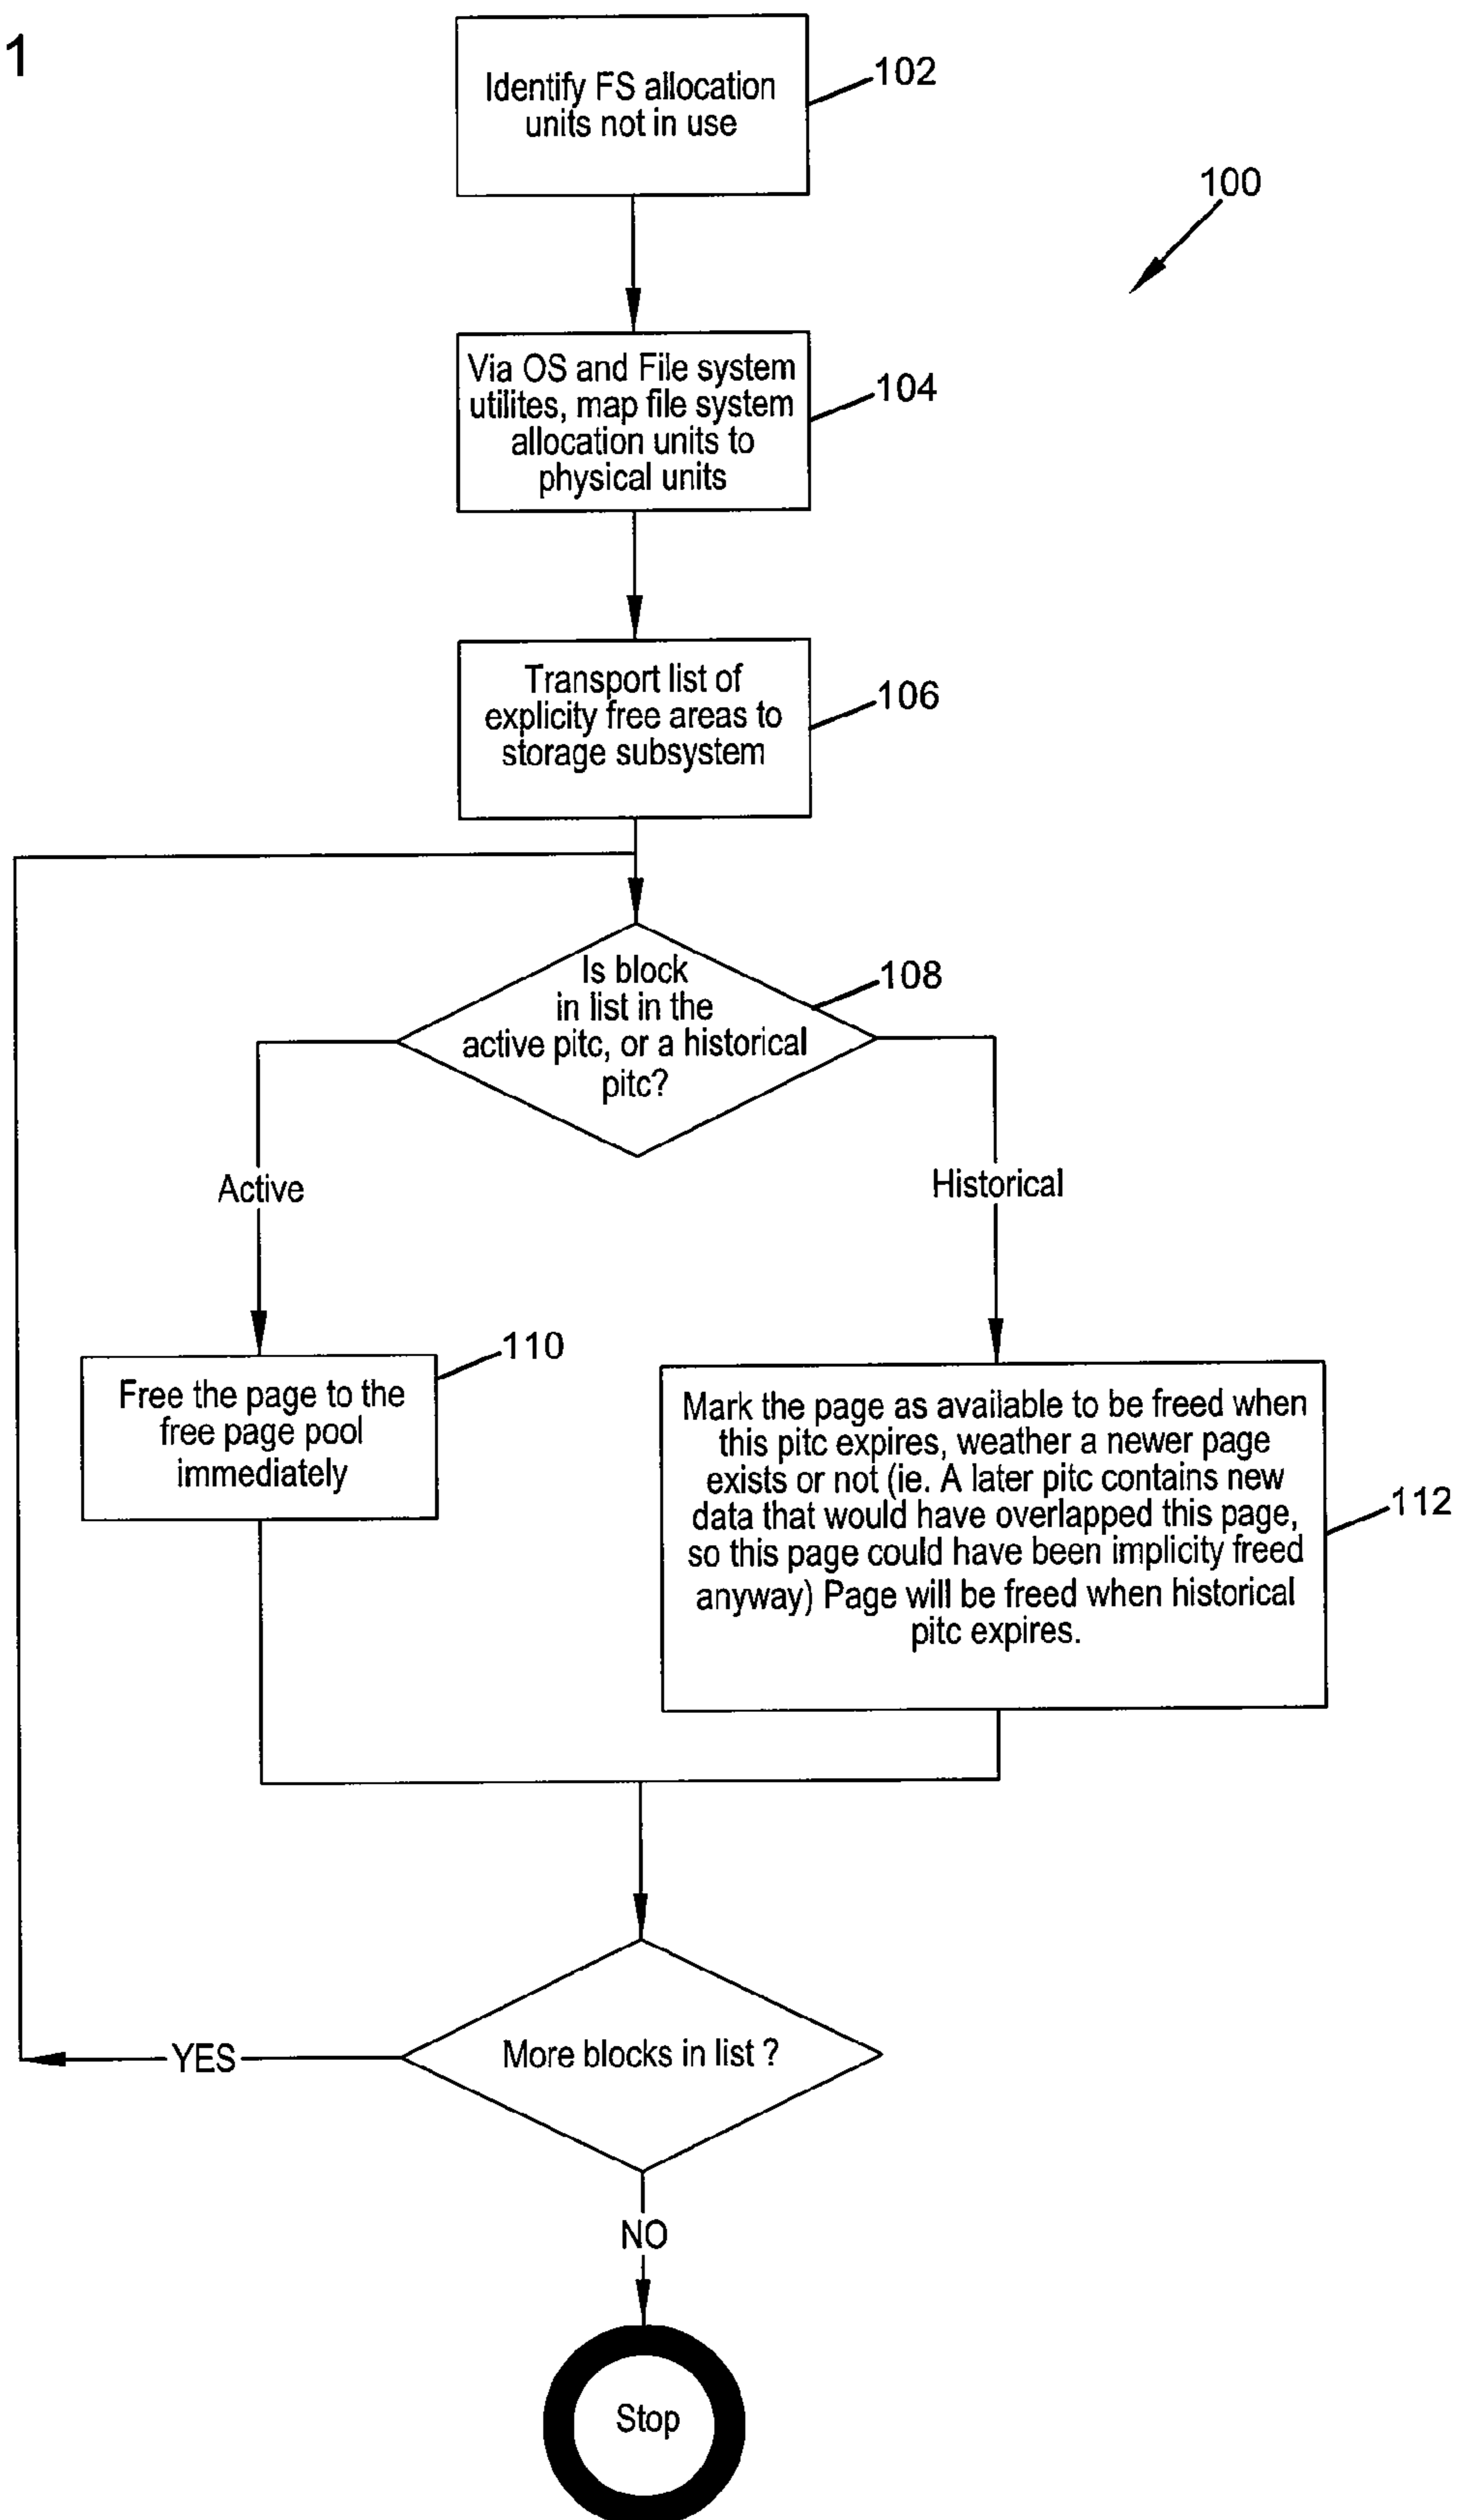 1
Identify FS allocation
units not in use
102
100
Via OS and File system
utilites, map file system
allocation units to
physical units
104
Transport list of
explicity free areas to
storage subsystem
106
Is block
in list in the
active pitc, or a historical
pitc?
108
Active
Historical
Free the page to the
free page pool
immediately
110
Mark the page as available to be freed when
this pitc expires, weather a newer page
exists or not (ie. A later pitc contains new
data that would have overlapped this page,
so this page could have been implicity freed
anyway) Page will be freed when historical
pitc expires.
112
More blocks in list ?
YES
NO
Stop